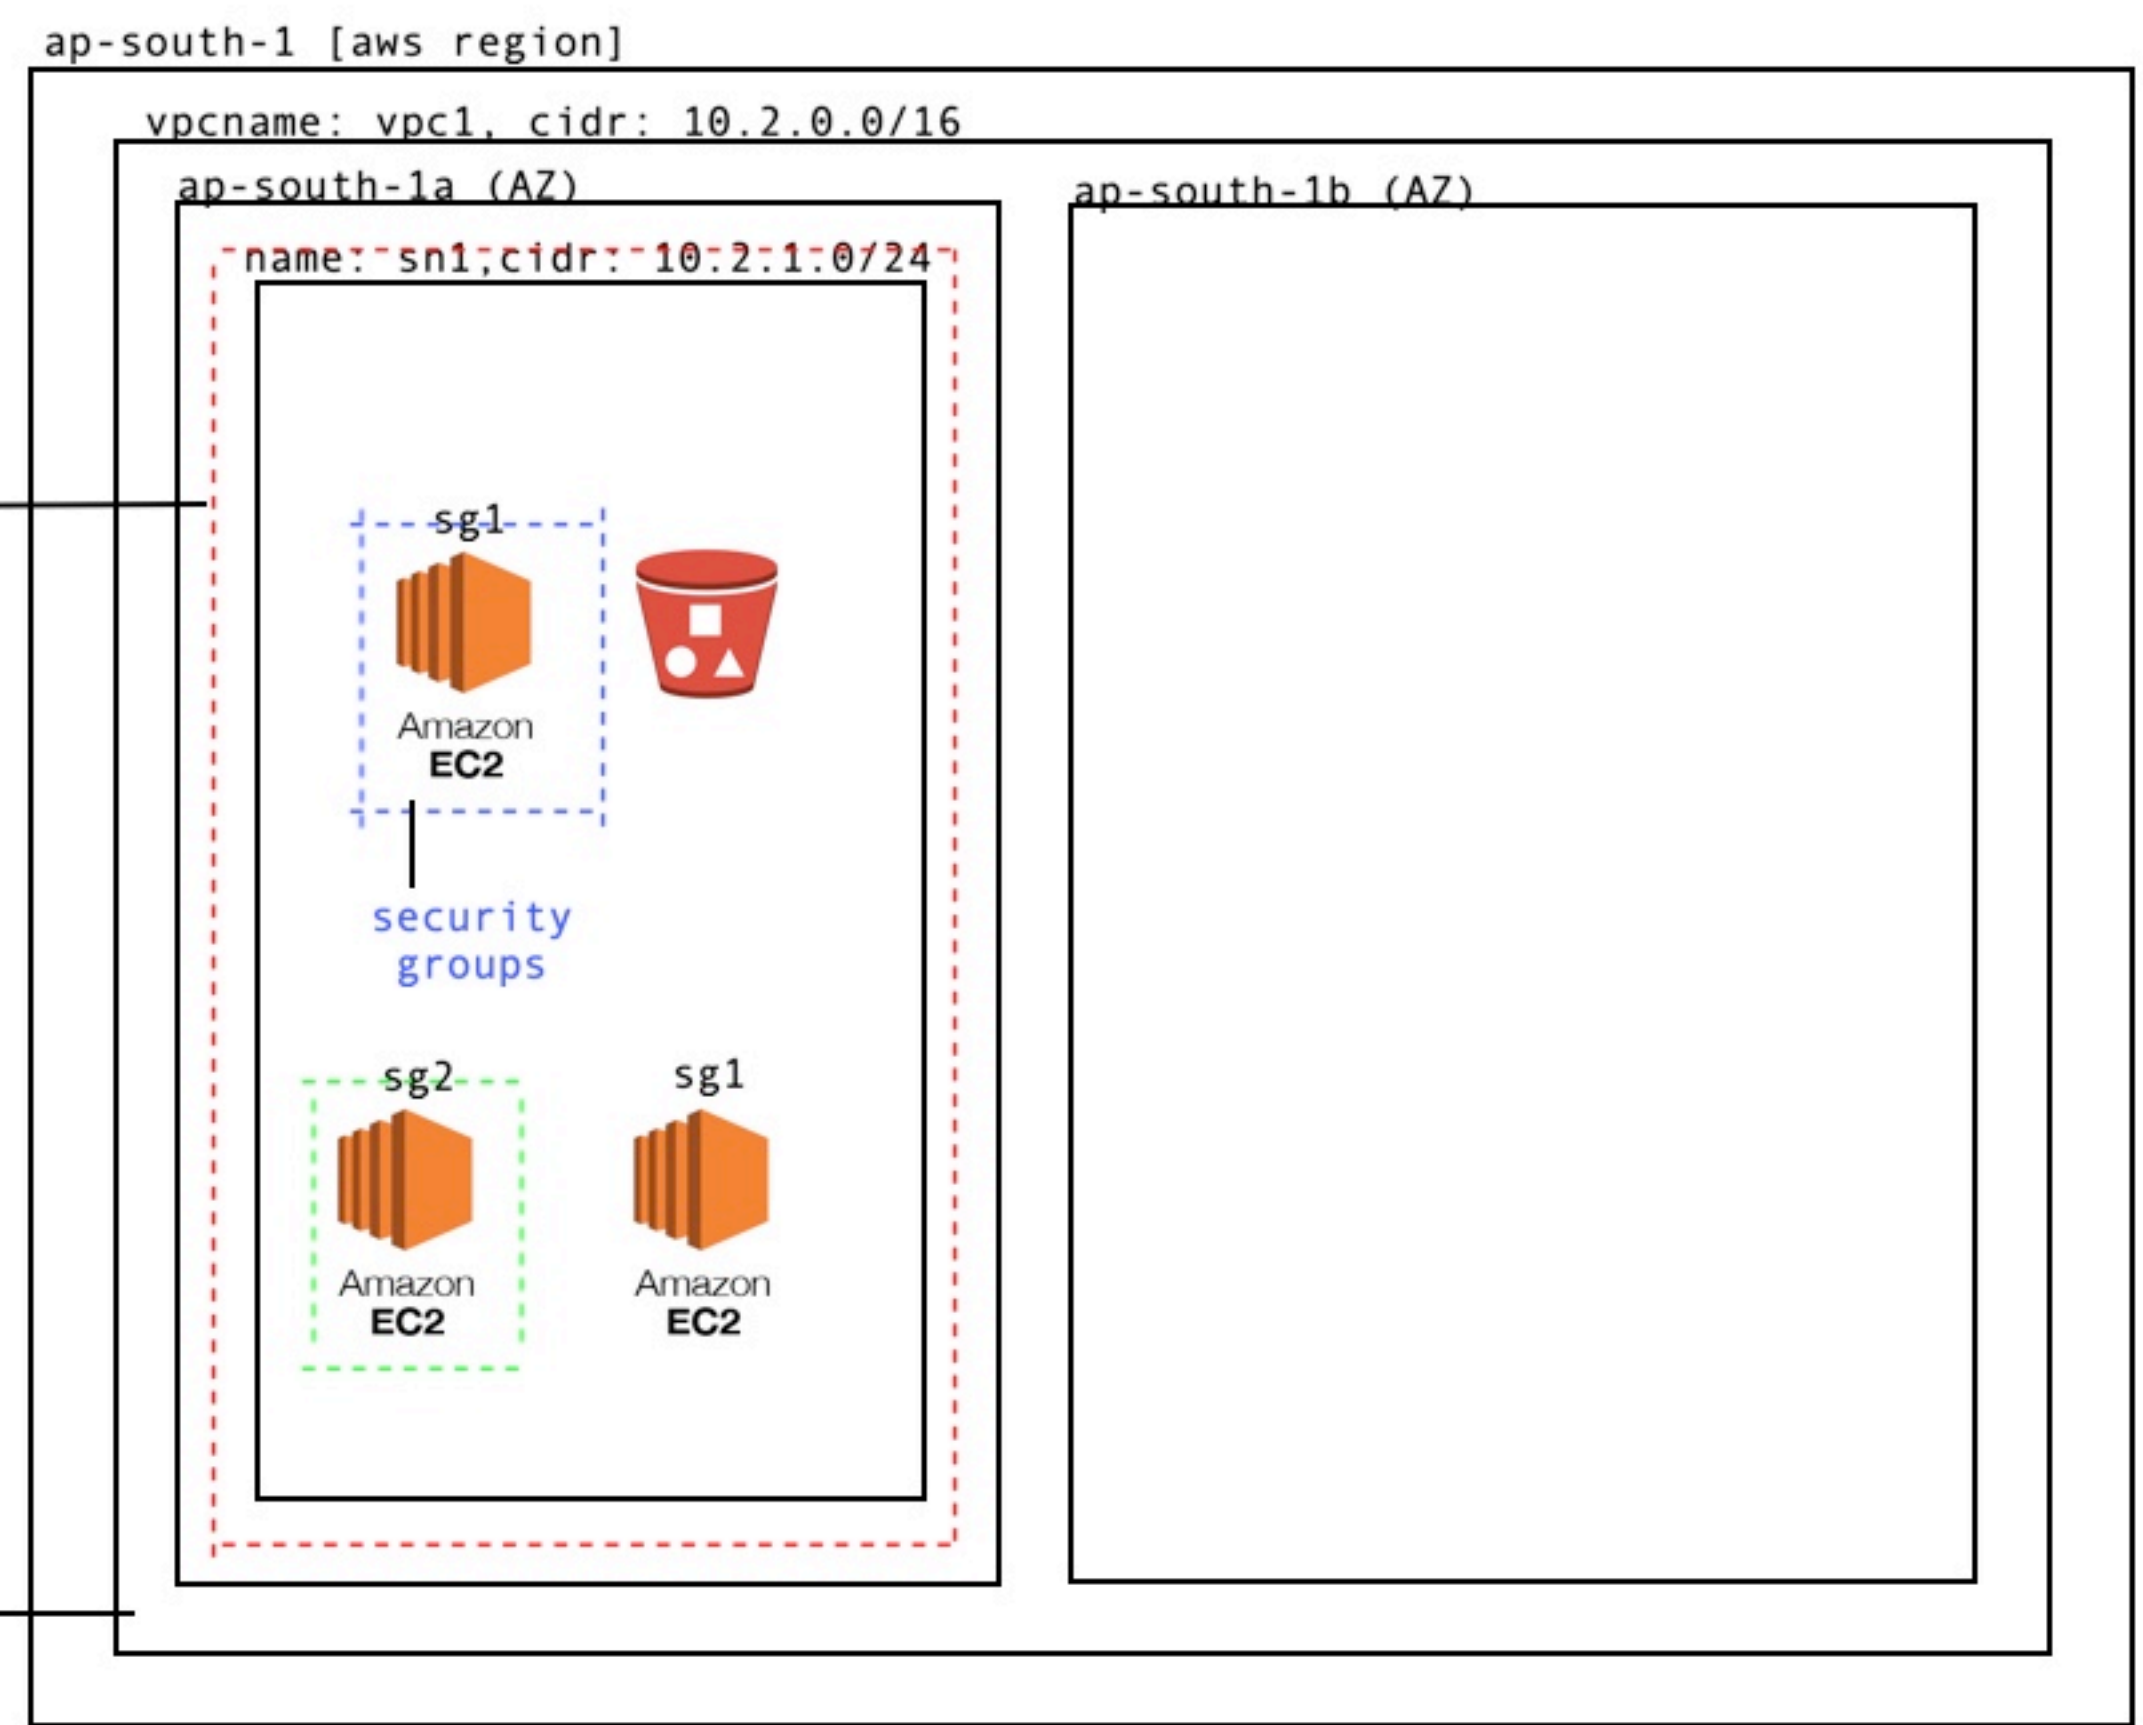 ap-south-1 [aws region]
vpcname: vpc1, cidr: 10.2.0.0/16
ap-south-1a (AZ)
ap-south-1b (AZ)
name: sn1,cidr: 10.2.1.0/24
sg1
Amazon
EC2
security
groups
sg2
Amazon
EC2
sg1
Amazon
EC2